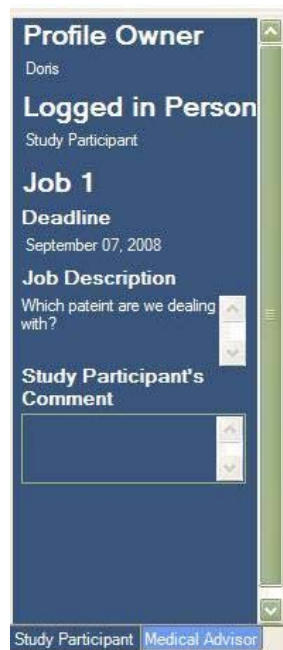 Profile Owner
Doris
Logged in Person
Study Participant
Job 1
Deadline
September 07, 2008
Job Description
Which pateint are we dealing
with?
Study Participant's
Comment
Study Participant Medical Advisor